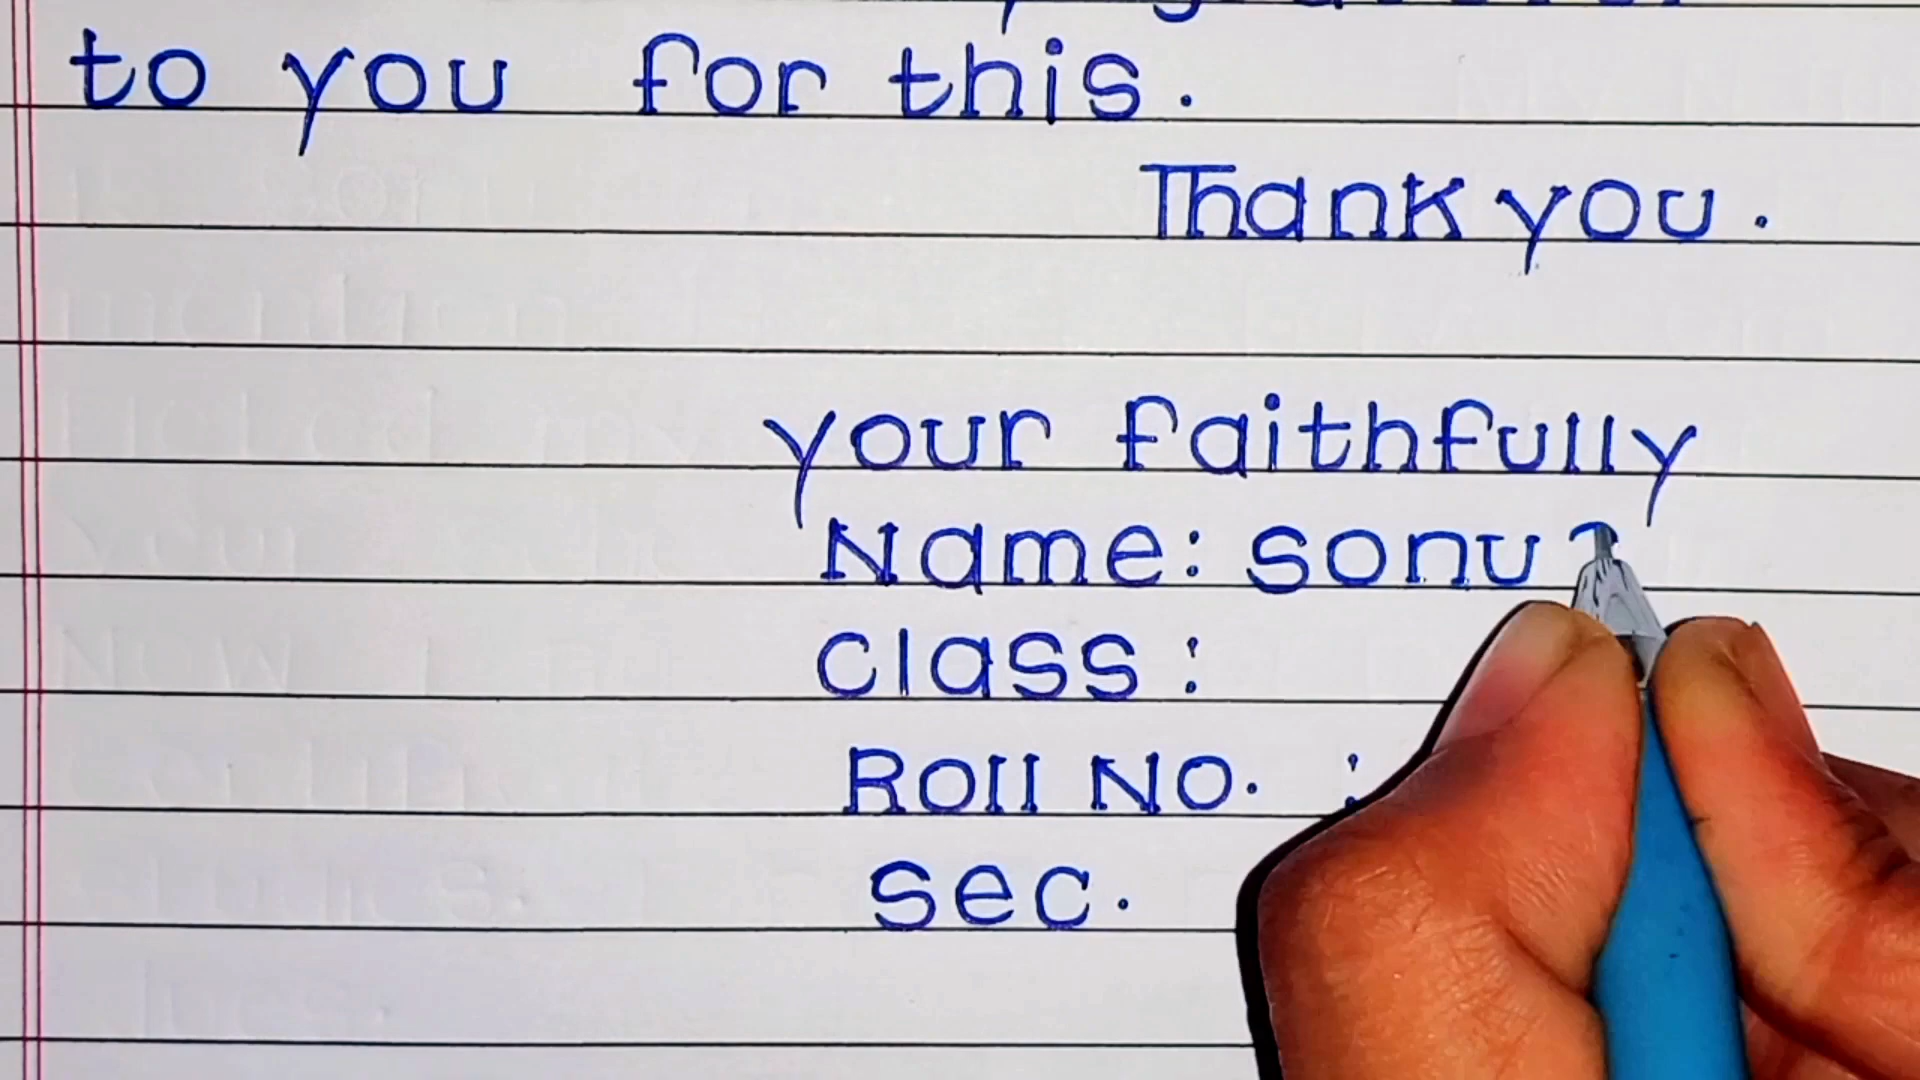 to you for this.
Thank you.
your faithfully
Name: sonu
class :
Roll No. :
sec.